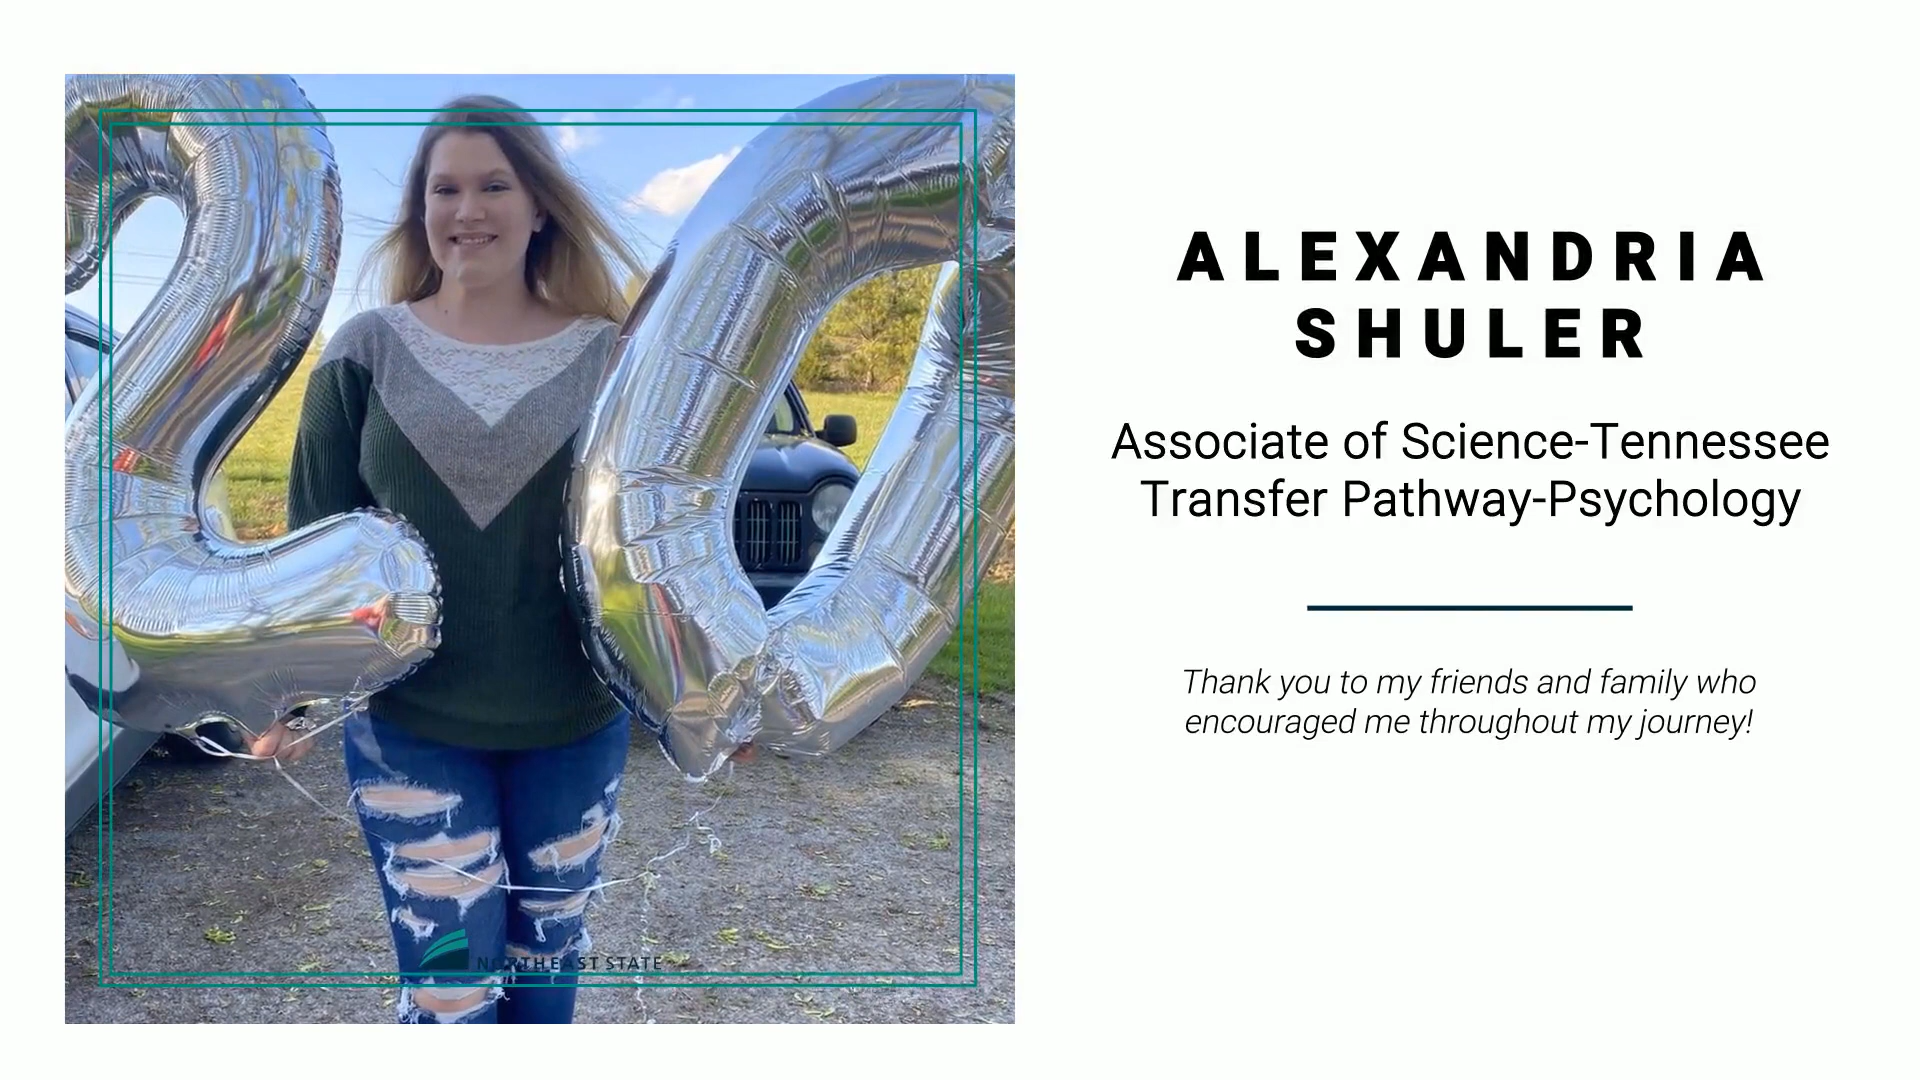 ALEXANDRIA
SHULER
Associate of Science-Tennessee
Transfer Pathway-Psychology
Thank you to my friends and family who
encouraged me throughout my journey!
20
NORTHEAST STATE